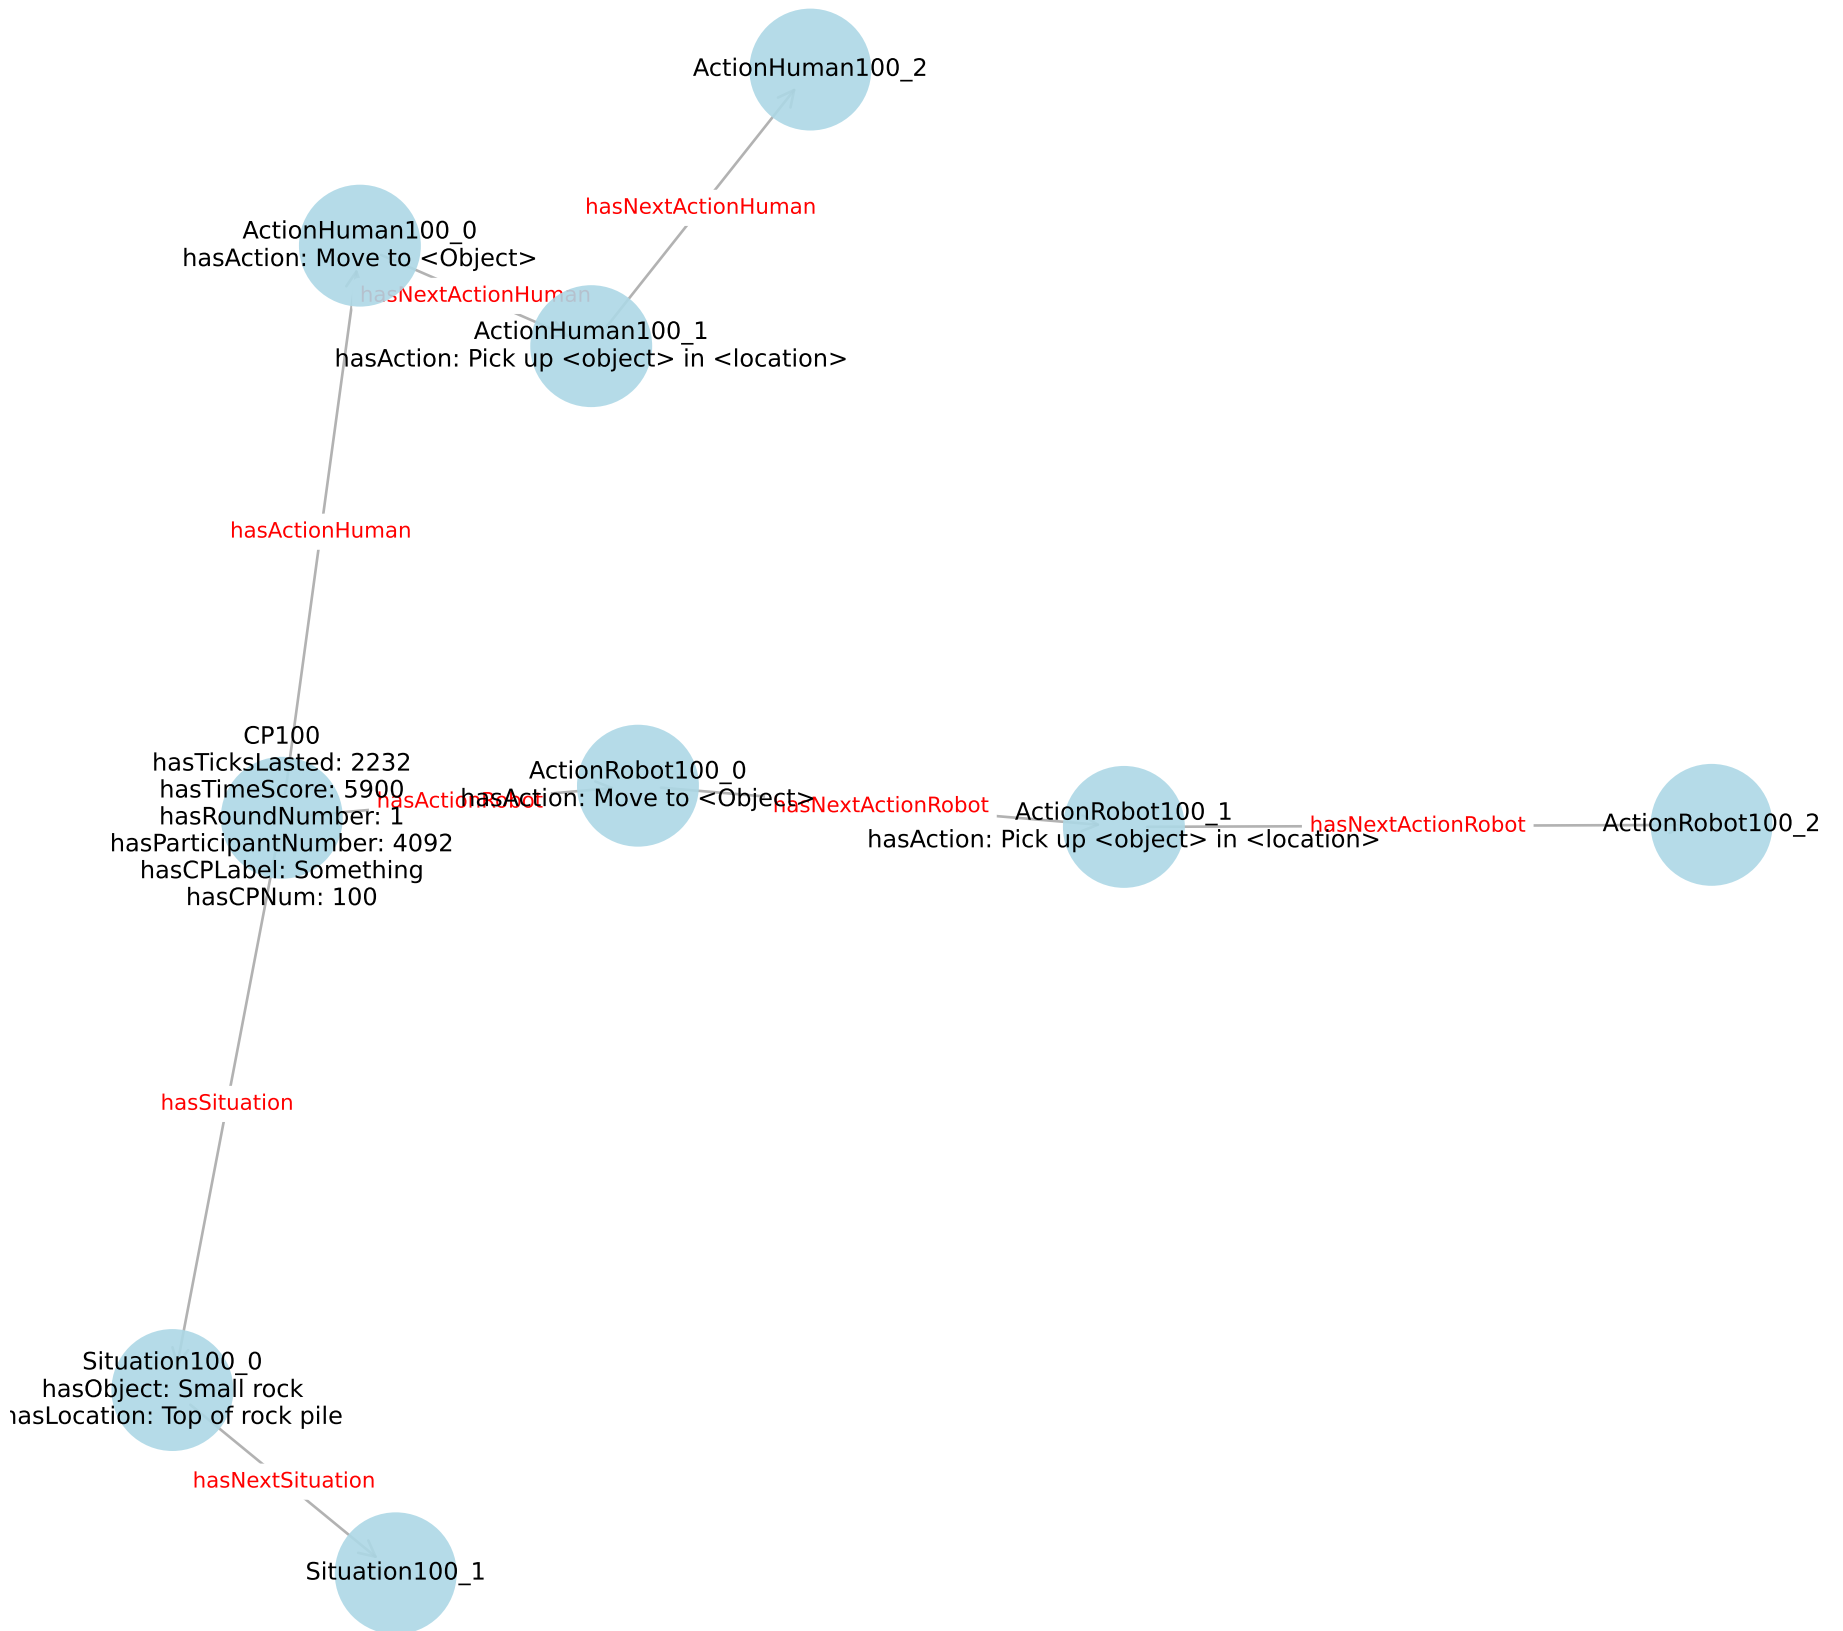 ActionHuman100_2
hasNextActionHuman
ActionHuman100_0
hasAction: Move to <Object>
hasNextActionHuman
ActionHuman100_1
hasAction: Pick up <object> in <location>
hasActionHuman
CP100
hasTicksLasted: 2232
hasTimeScore: 5900
hasRoundNumber: 1
hasParticipantNumber: 4092
hasCPLabel: Something
hasCPNum: 100
hasActionRobot
ActionRobot100_0
hasAction: Move to <Object>
hasNextActionRobot
ActionRobot100_1
hasAction: Pick up <object> in <location>
hasNextActionRobot
ActionRobot100_2
hasSituation
Situation100_0
hasObject: Small rock
hasLocation: Top of rock pile
hasNextSituation
Situation100_1